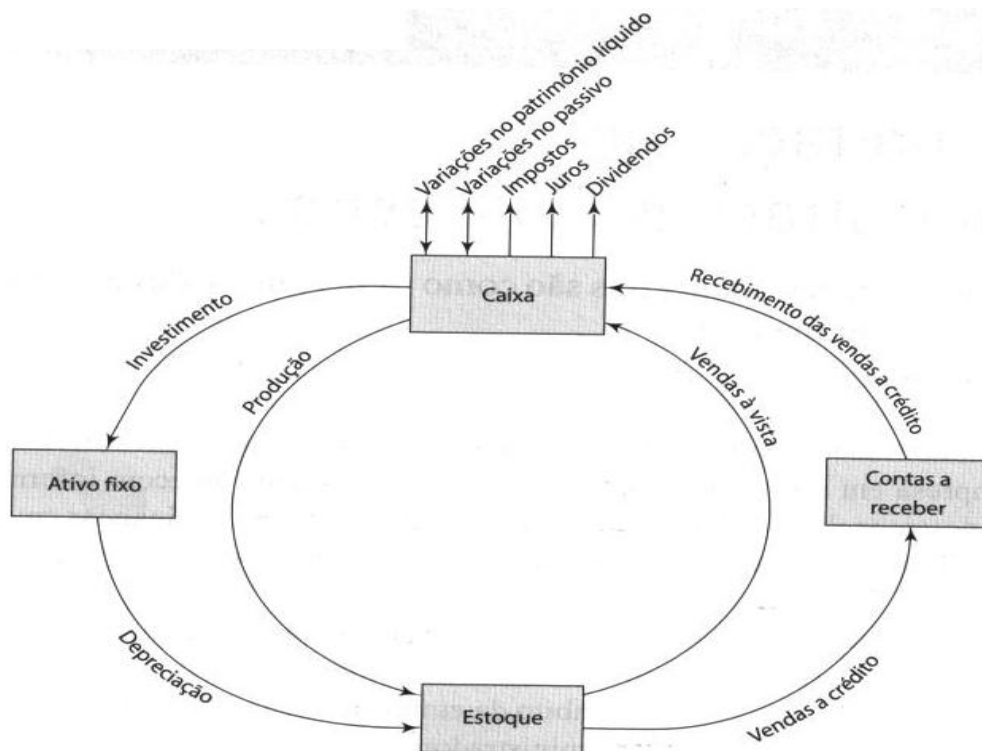 Variações no patrimônio líquido
Variações no passivo
Impostos
Juros
Dividendos
Caixa
Investimento
Produção
Vendas à vista
Recebimento das vendas a crédito
Ativo fixo
Contas a
receber
Depreciação
Estoque
Vendas a crédito